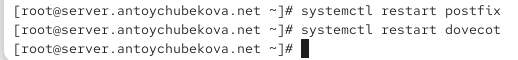 [root@server.antoychubekova.net ~]# systemctl restart postfix
[root@server.antoychubekova.net ~]# systemctl restart dovecot
[root@server.antoychubekova.net ~]#